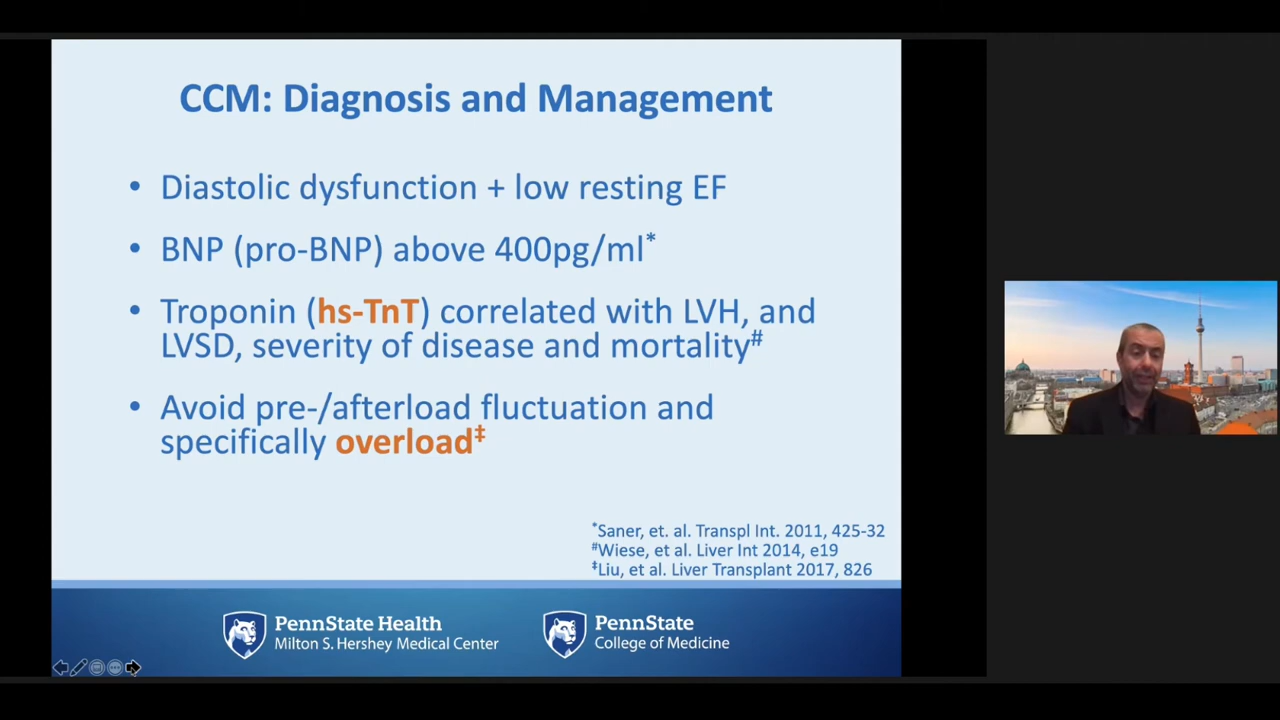 CCM: Diagnosis and Management
• Diastolic dysfunction + low resting EF
• BNP (pro-BNP) above 400pg/ml*
• Troponin (hs-TnT) correlated with LVH, and
LVSD, severity of disease and mortality#
• Avoid pre-/afterload fluctuation and
specifically overload‡
*Saner, et. al. Transpl Int. 2011, 425-32
#Wiese, et al. Liver Int 2014, e19
‡Liu, et al. Liver Transplant 2017, 826
PennState Health
Milton S. Hershey Medical Center
PennState
College of Medicine